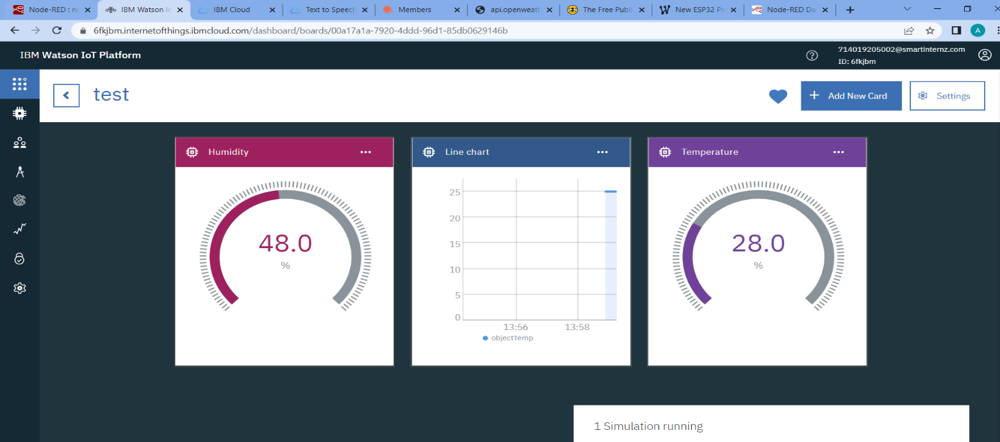 Node-RED : no
IBM Watson Io
IBM Cloud
Text to Speech
Members
api.openweath
The Free Publi
New ESP32 Pr
Node-RED Da
6fkjbm.internetofthings.ibmcloud.com/dashboard/boards/00a17a1a-7920-4ddd-96d1-85db0629146b
A
IBM Watson IoT Platform
714019205002@smartinternz.com
ID: 6fkjbm
test
+ Add New Card
Settings
Humidity
48.0
%
Line chart
25
20
15
10
5
0
13:56 13:58
objectTemp
Temperature
28.0
%
1 Simulation running